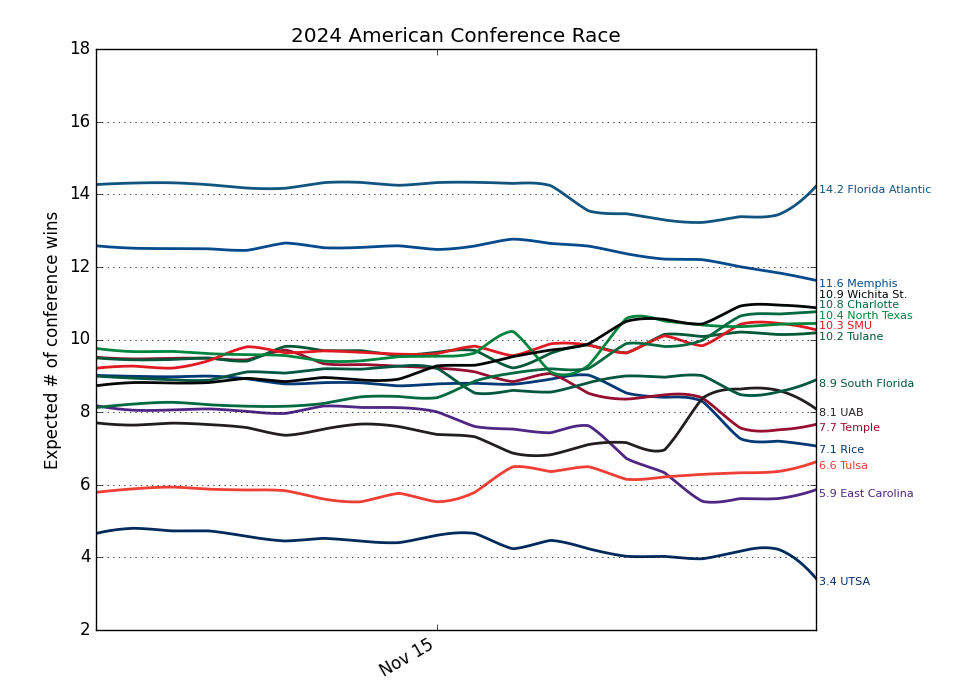 2024 American Conference Race
18
16
14
12
10
8
6
4
2
Expected # of conference wins
Nov 15
14.2 Florida Atlantic
11.6 Memphis
10.9 Wichita St.
10.8 Charlotte
10.4 North Texas
10.3 SMU
10.2 Tulane
8.9 South Florida
8.1 UAB
7.7 Temple
7.1 Rice
6.6 Tulsa
5.9 East Carolina
3.4 UTSA